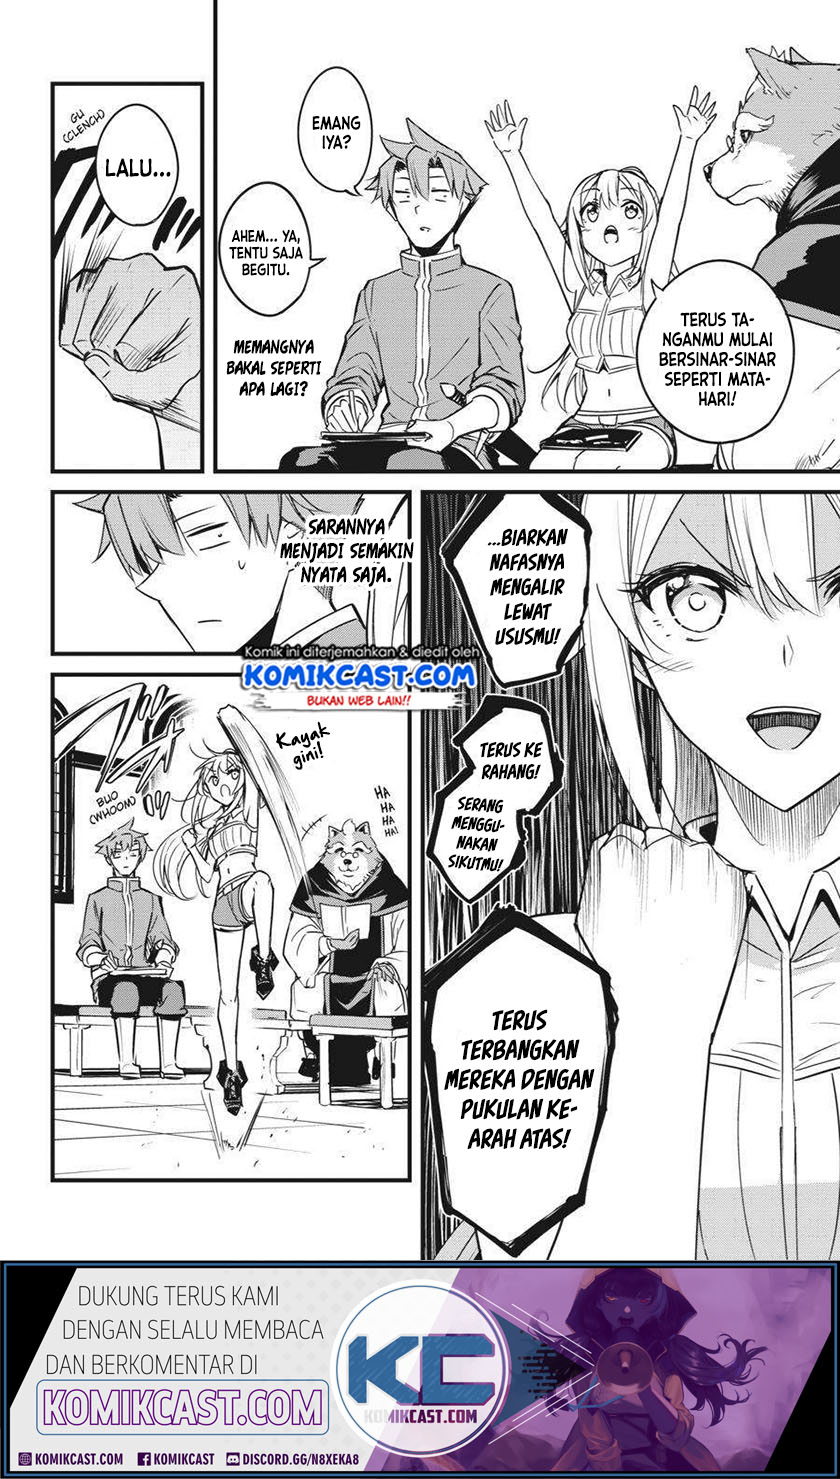 TERUS TA-
NGANMU MULAI
BERSINAR-SINAR
SEPERTI MATA-
HARI!
EMANG
IYA?
AHEM... YA,
TENTU SAJA
BEGITU.
MEMANGNYA
BAKAL SEPERTI
APA LAGI?
LALU...
GU
(CLENCH)
...BIARKAN
NAFASNYA
MENGALIR
LEWAT
USUSMU!
TERUS KE
RAHANG!
SERANG
MENGGU-
NAKAN
SIKUTMU!
TERUS
TERBANGKAN
MEREKA DENGAN
PUKULAN KE-
ARAH ATAS!
SARANNYA
MENJADI SEMAKIN
NYATA SAJA.
Komik ini diterjemahkan & diedit oleh
KOMIKCAST.COM
BUKAN WEB LAIN!!
Kayak
gini!
BUO
(WHOOM)
HA
HA
HA
HA!
DUKUNG TERUS KAMI
DENGAN SELALU MEMBACA
DAN BERKOMENTAR DI
KOMIKCAST.COM
KOMIKCAST.COM
KOMIKCAST
DISCORD.GG/N8XEKA8
KC
KOMIKCAST.COM